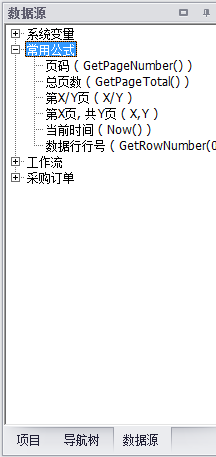 数据源
系统变量
常用公式
页码 ( GetPageNumber() )
总页数 ( GetPageTotal() )
第X/Y页 ( X/Y )
第X页, 共Y页 ( X,Y )
当前时间 ( Now() )
数据行行号 ( GetRowNumber(0
工作流
采购订单
项目 导航树 数据源